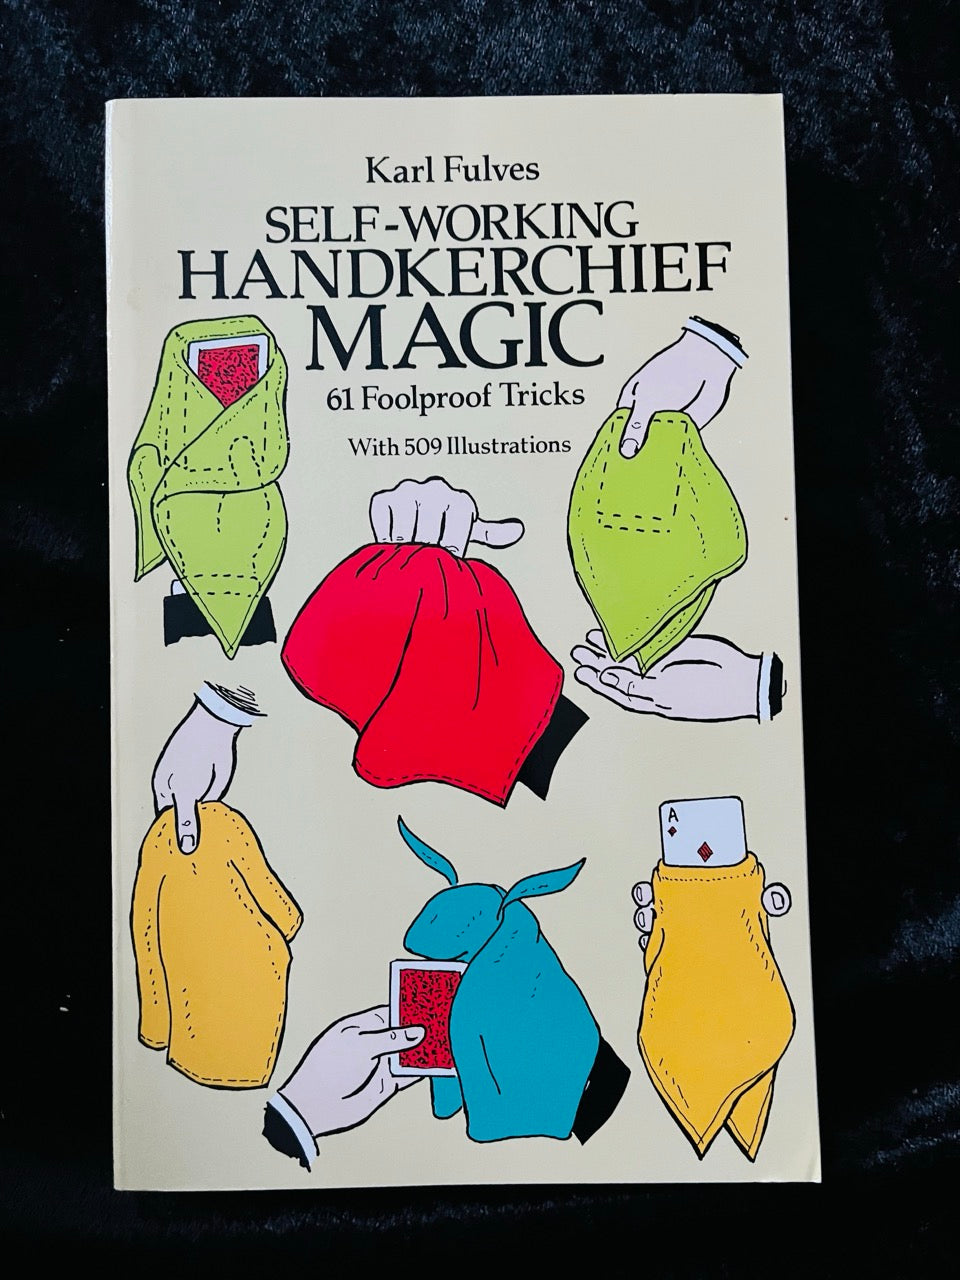 Karl Fulves
SELF-WORKING
HANDKERCHIEF
MAGIC
61 Foolproof Tricks
With 509 Illustrations
A